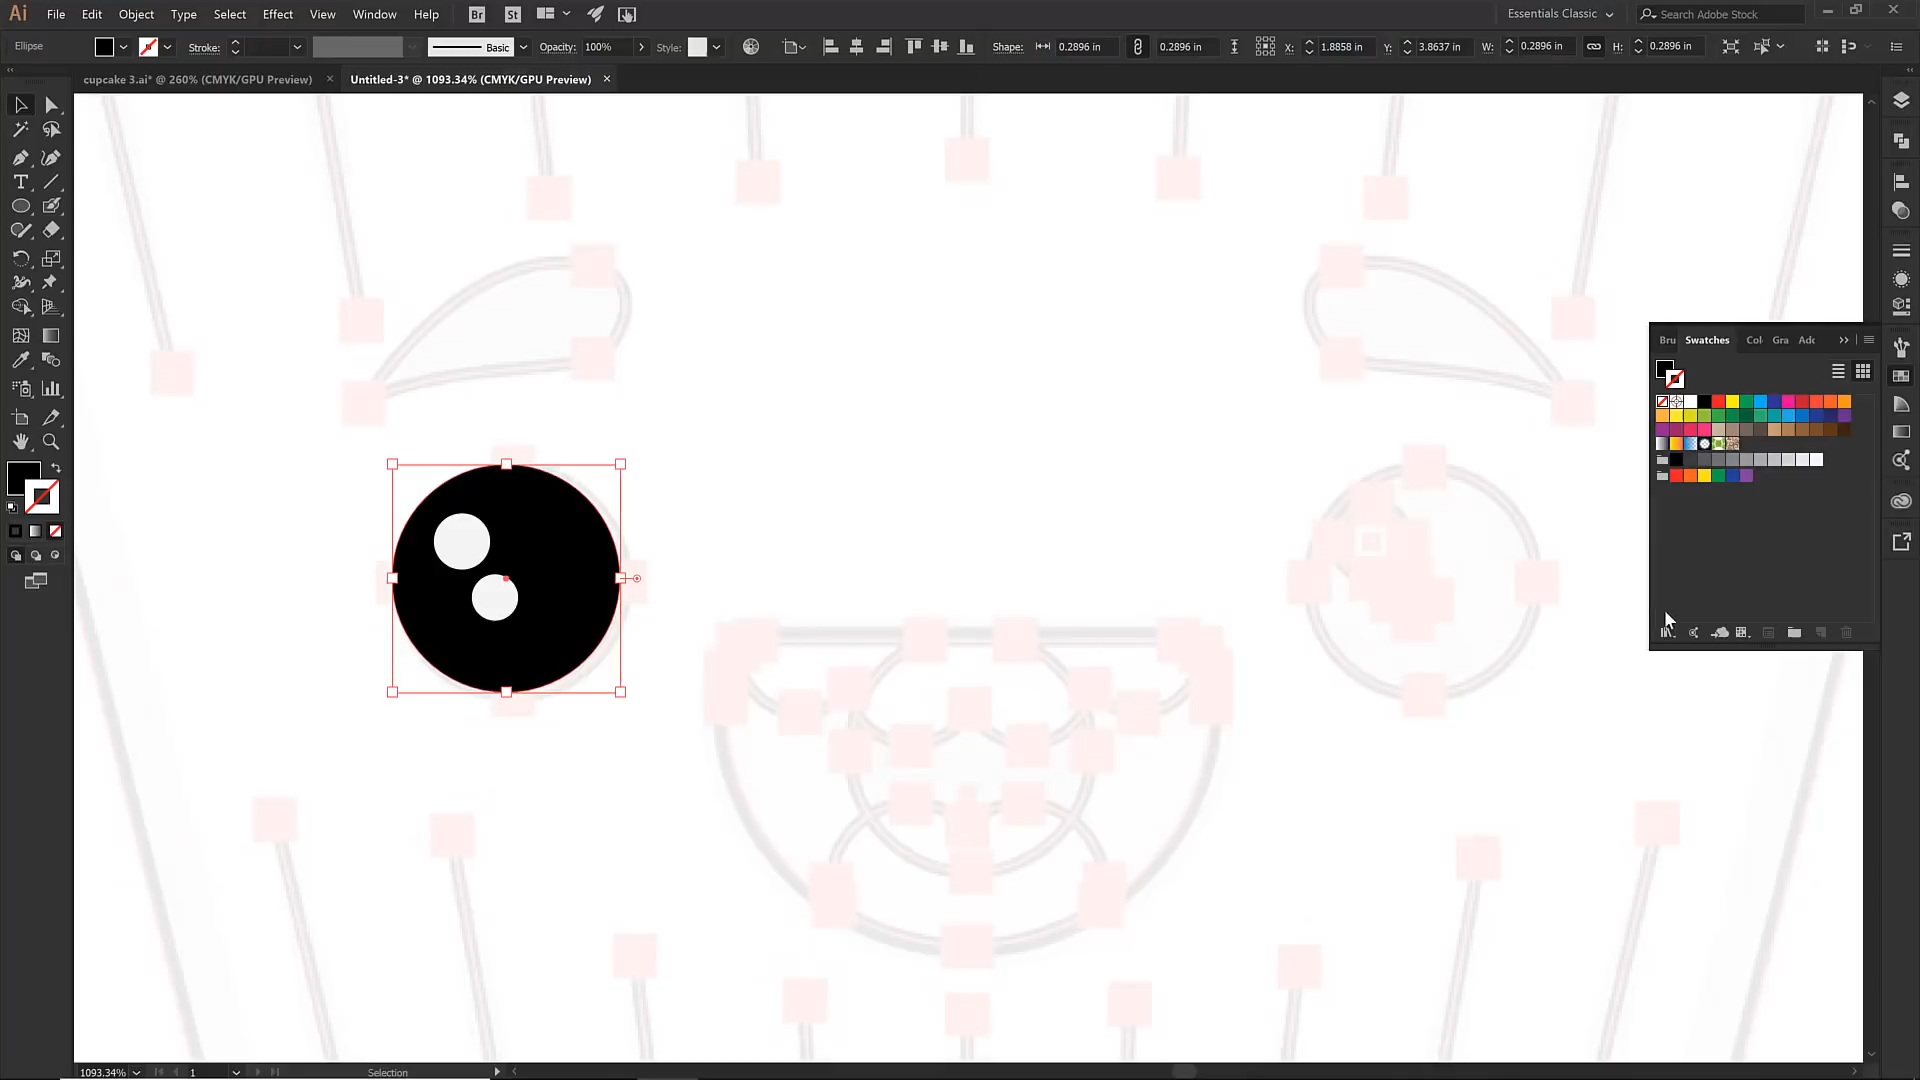 Ai File Edit Object Type Select Effect View Window Help Br St Essentials Classic Search Adobe Stock
Ellipse Stroke: Basic Opacity: 100% Style: Shape: 0.2896 in 0.2896 in X: 1.8858 in Y: 3.8637 in W: 0.2896 in H: 0.2896 in
cupcake 3.ai* @ 260% (CMYK/GPU Preview) × Untitled-3* @ 1093.34% (CMYK/GPU Preview) ×
Bru Swatches Col Gra Adc
1093.34% 1 Selection